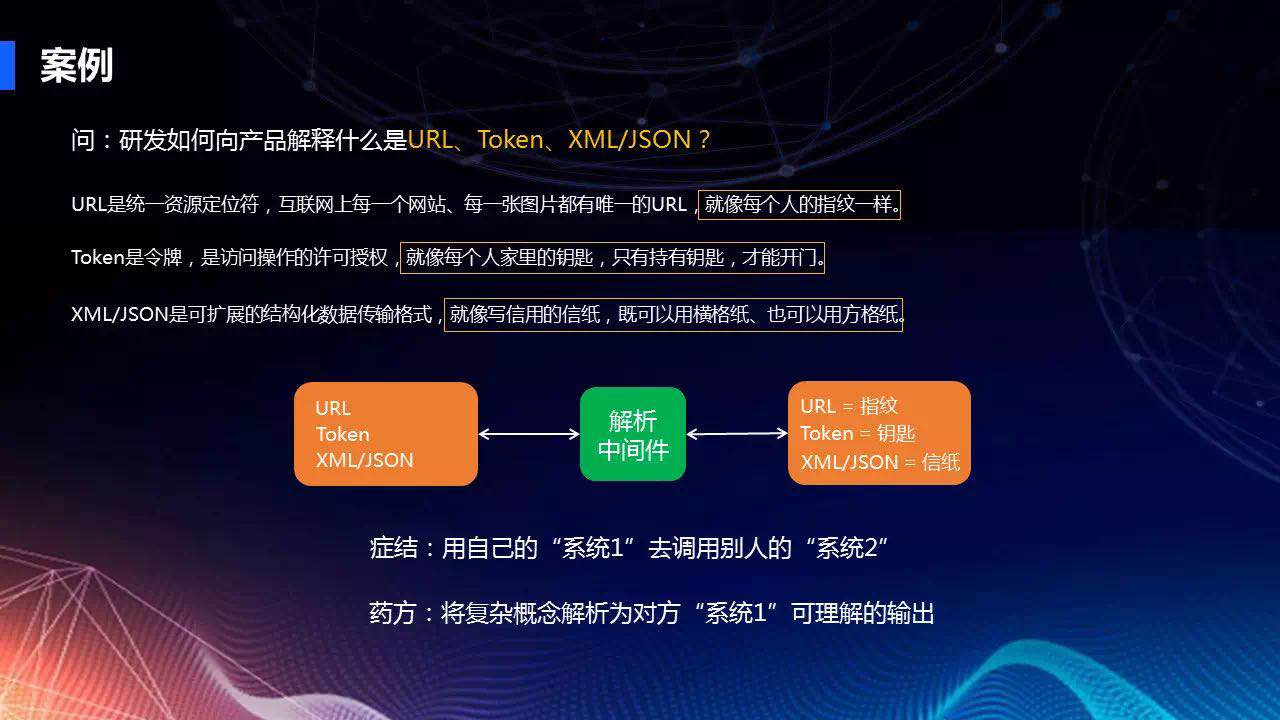 案例
问：研发如何向产品解释什么是URL、Token、XML/JSON？
URL是统一资源定位符，互联网上每一个网站、每一张图片都有唯一的URL，就像每个人的指纹一样。
Token是令牌，是访问操作的许可授权，就像每个人家里的钥匙，只有持有钥匙，才能开门。
XML/JSON是可扩展的结构化数据传输格式，就像写信用的信纸，既可以用横格纸、也可以用方格纸。
URL
Token
XML/JSON
解析
中间件
URL = 指纹
Token = 钥匙
XML/JSON = 信纸
症结：用自己的“系统1”去调用别人的“系统2”
药方：将复杂概念解析为对方“系统1”可理解的输出